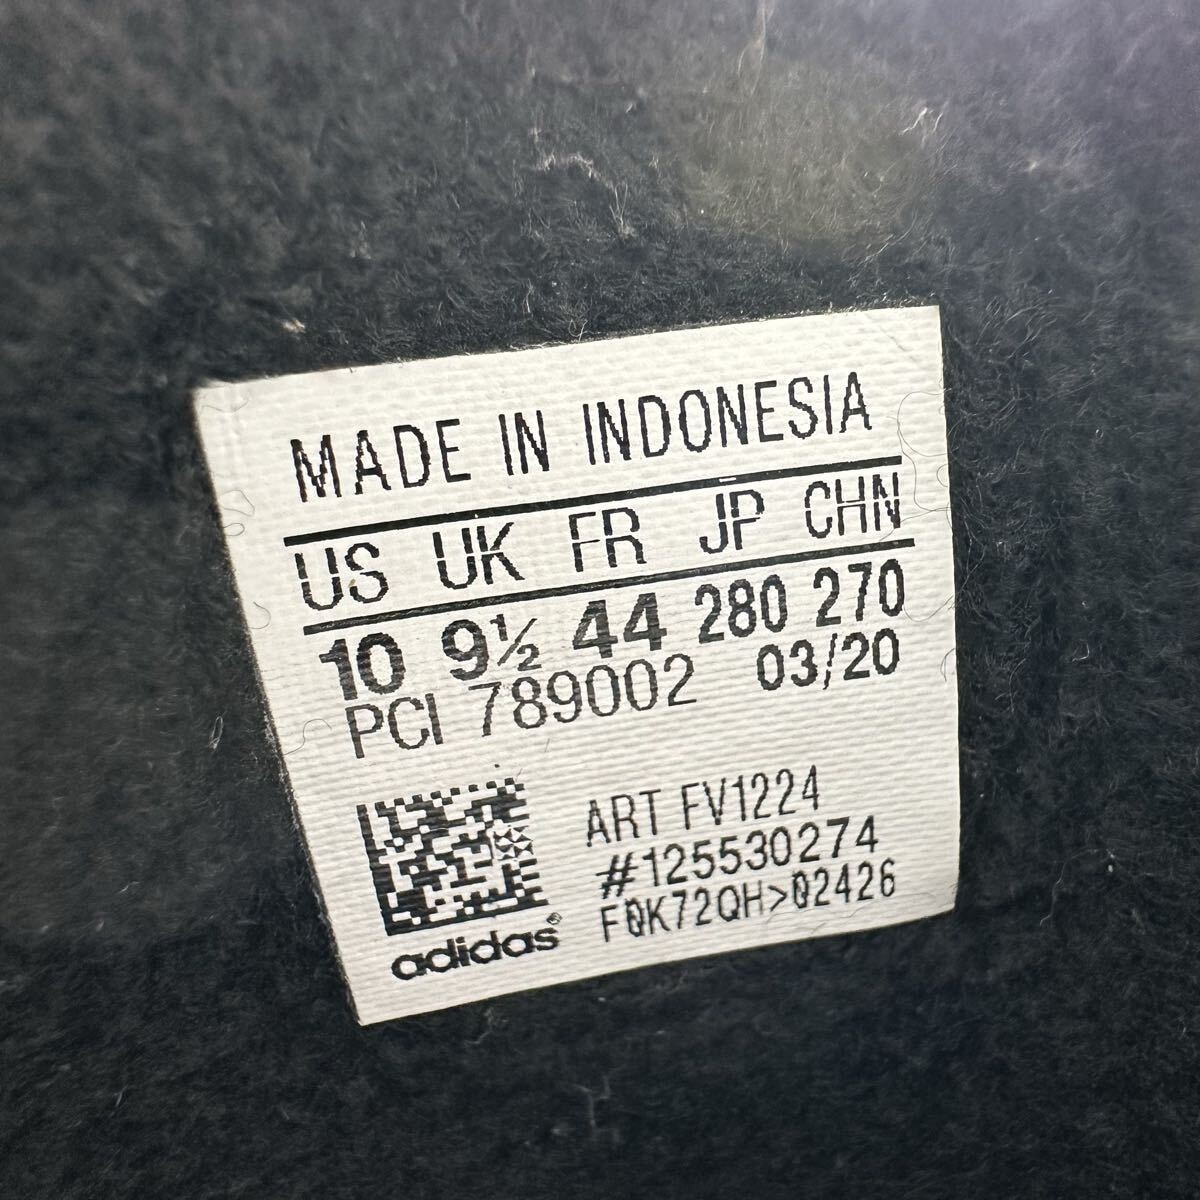 MADE IN INDONESIA
US UK FR JP CHN
10 9½ 44 280 270
PCI 789002 03/20
ART FV1224
#125530274
F0K72QH>02426
adidas®